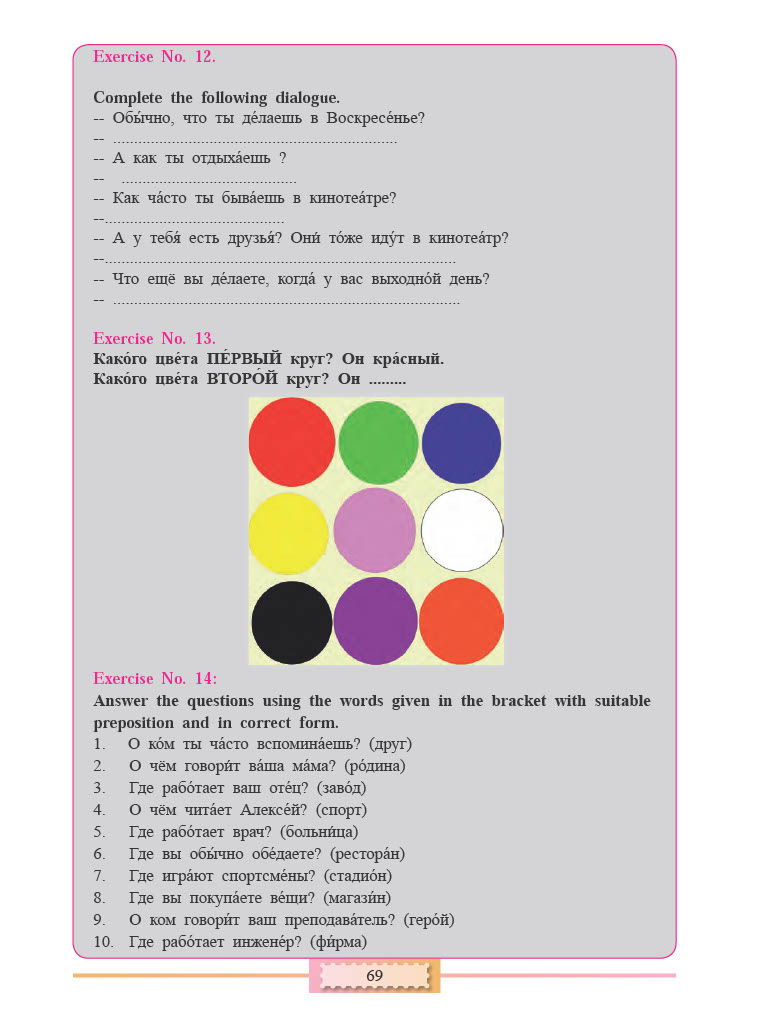 Exercise No. 12.
Complete the following dialogue.
-- Обы́чно, что ты де́лаешь в Воскресе́нье?
-- ...................................................................
-- А как ты отдыха́ешь ?
-- .........................................
-- Как ча́сто ты быва́ешь в кинотеа́тре?
--..........................................
-- А у тебя́ есть друзья́? Они́ то́же иду́т в кинотеа́тр?
--...................................................................................
-- Что ещё вы де́лаете, когда́ у вас выходно́й день?
-- ..................................................................................
Exercise No. 13.
Како́го цве́та ПЕ́РВЫЙ круг? Он кра́сный.
Како́го цве́та ВТОРО́Й круг? Он .........
Exercise No. 14:
Answer the questions using the words given in the bracket with suitable
preposition and in correct form.
1. О ко́м ты ча́сто вспомина́ешь? (друг)
2. О чём говори́т ва́ша ма́ма? (ро́дина)
3. Где рабо́тает ваш оте́ц? (заво́д)
4. О чём чита́ет Алексе́й? (спорт)
5. Где рабо́тает врач? (больни́ца)
6. Где вы обы́чно обе́даете? (рестора́н)
7. Где игра́ют спортсме́ны? (стадио́н)
8. Где вы покупа́ете ве́щи? (магази́н)
9. О ком говори́т ваш преподава́тель? (геро́й)
10. Где рабо́тает инжене́р? (фи́рма)
69